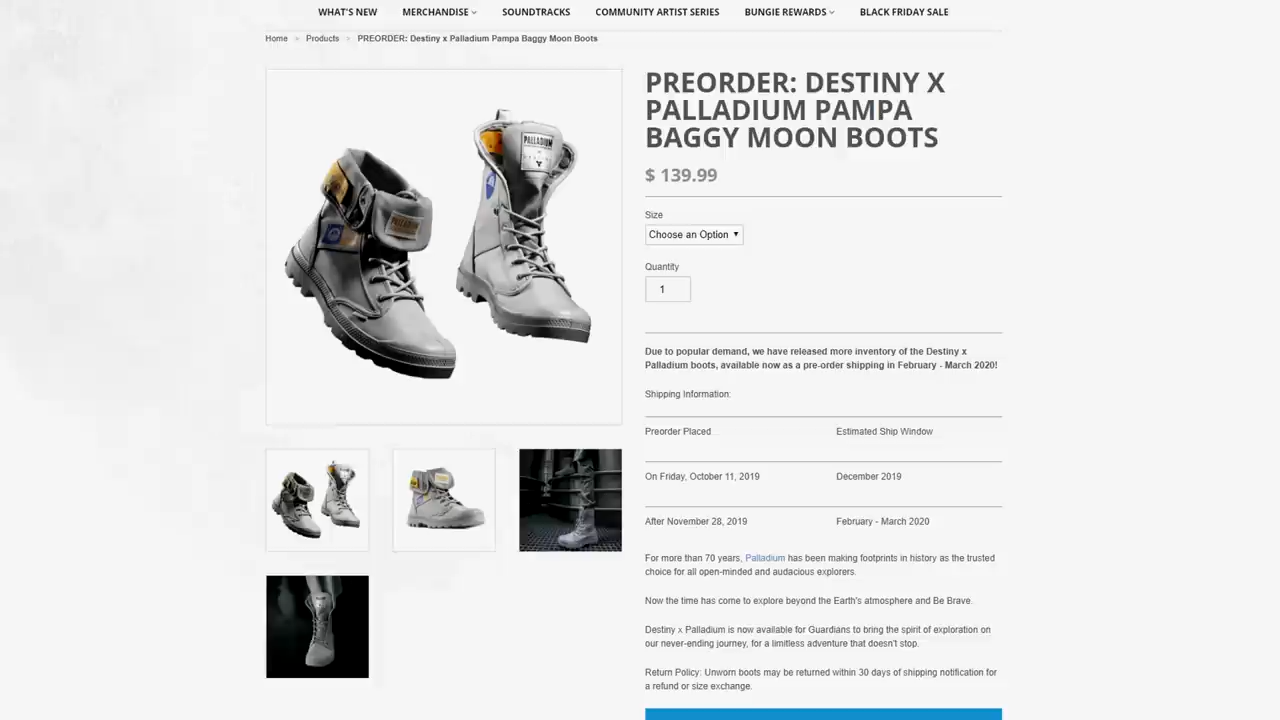 WHAT'S NEW MERCHANDISE SOUNDTRACKS COMMUNITY ARTIST SERIES BUNGIE REWARDS BLACK FRIDAY SALE
Home » Products » PREORDER: Destiny x Palladium Pampa Baggy Moon Boots
PREORDER: DESTINY X
PALLADIUM PAMPA
BAGGY MOON BOOTS
$ 139.99
Size
Choose an Option
Quantity
1
PALLADIUM
PALLADIUM
Due to popular demand, we have released more inventory of the Destiny x
Palladium boots, available now as a pre-order shipping in February - March 2020!
Shipping Information:
Preorder Placed Estimated Ship Window
On Friday, October 11, 2019 December 2019
After November 28, 2019 February - March 2020
For more than 70 years, Palladium has been making footprints in history as the trusted
choice for all open-minded and audacious explorers.
Now the time has come to explore beyond the Earth's atmosphere and Be Brave.
Destiny x Palladium is now available for Guardians to bring the spirit of exploration on
our never-ending journey, for a limitless adventure that doesn't stop.
Return Policy: Unworn boots may be returned within 30 days of shipping notification for
a refund or size exchange.